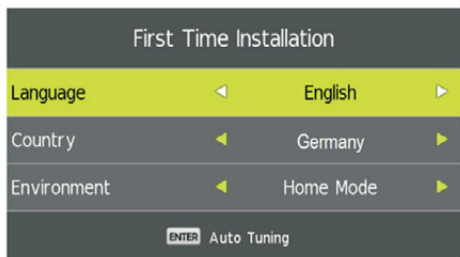 First Time Installation
Language English
Country Germany
Environment Home Mode
ENTER Auto Tuning